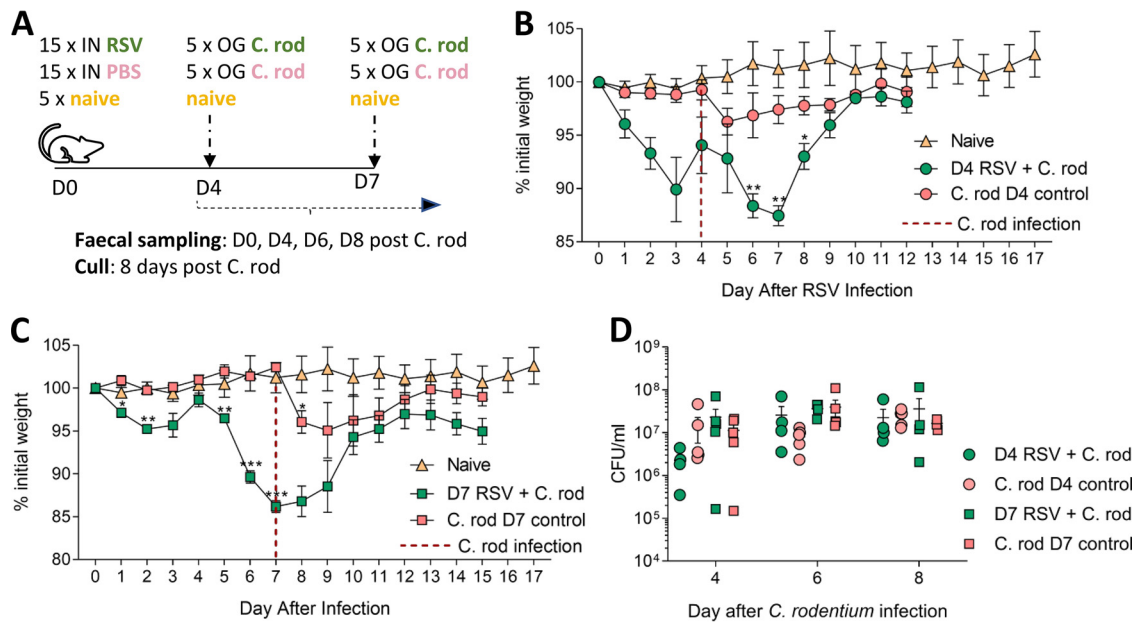 A
15 x IN RSV 5 x OG C. rod 5 x OG C. rod
15 x IN PBS 5 x OG C. rod 5 x OG C. rod
5 x naive naive naive
D0 D4 D7
Faecal sampling: D0, D4, D6, D8 post C. rod
Cull: 8 days post C. rod
B
% initial weight
105
100
95
90
85
*
**
**
Naive
D4 RSV + C. rod
C. rod D4 control
C. rod infection
0 1 2 3 4 5 6 7 8 9 10 11 12 13 14 15 16 17
Day After RSV Infection
C
% initial weight
105
100
95
90
85
80
*
**
**
***
***
*
Naive
D7 RSV + C. rod
C. rod D7 control
C. rod infection
0 1 2 3 4 5 6 7 8 9 10 11 12 13 14 15 16 17
Day After Infection
D
CFU/ml
10⁹
10⁸
10⁷
10⁶
10⁵
10⁴
D4 RSV + C. rod
C. rod D4 control
D7 RSV + C. rod
C. rod D7 control
4 6 8
Day after C. rodentium infection